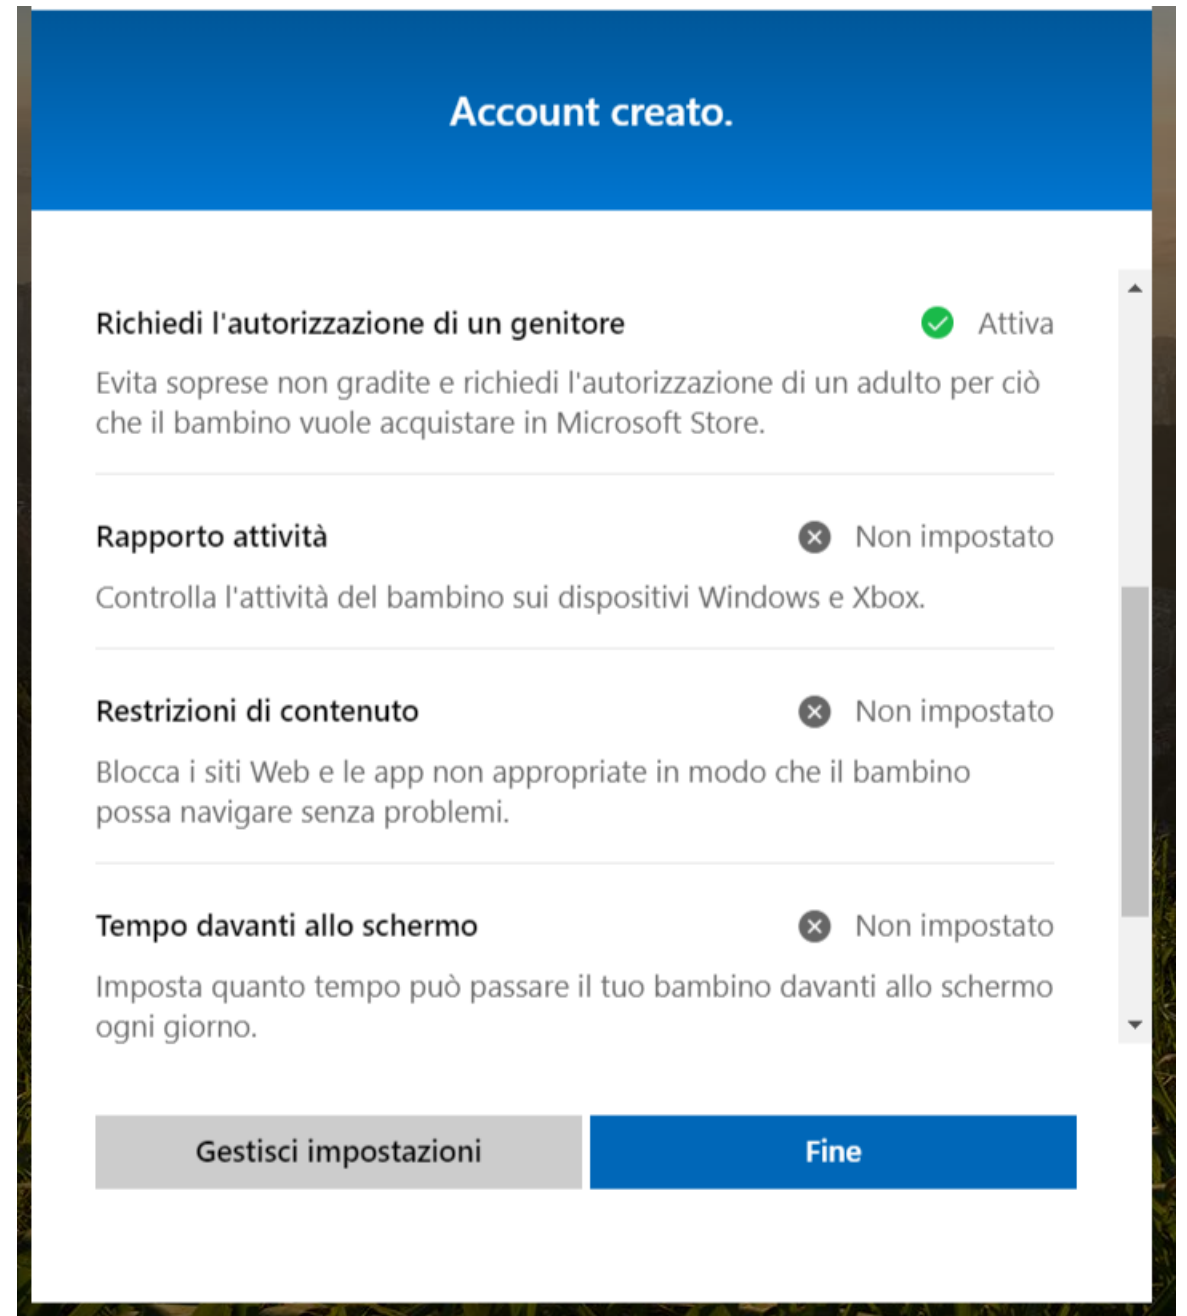 Account creato.
Richiedi l'autorizzazione di un genitore
Attiva
Evita soprese non gradite e richiedi l'autorizzazione di un adulto per ciò
che il bambino vuole acquistare in Microsoft Store.
Rapporto attività
Non impostato
Controlla l'attività del bambino sui dispositivi Windows e Xbox.
Restrizioni di contenuto
Non impostato
Blocca i siti Web e le app non appropriate in modo che il bambino
possa navigare senza problemi.
Tempo davanti allo schermo
Non impostato
Imposta quanto tempo può passare il tuo bambino davanti allo schermo
ogni giorno.
Gestisci impostazioni
Fine